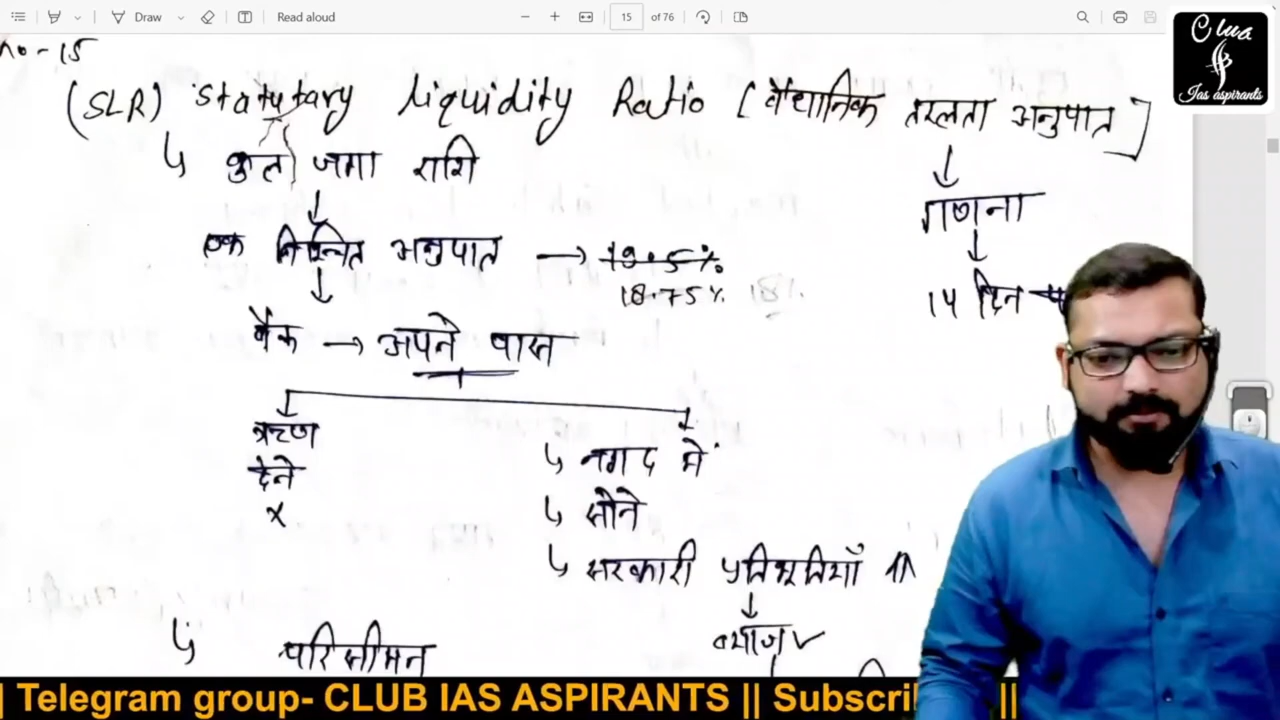 Draw
Read aloud
15 of 76
no-15
(SLR) Statutary liquidity Ratio [वैधानिक तरलता अनुपात]
↳ कुल जमा राशि
↓
गणना
↓
एक निश्चित अनुपात → 19.5%
18.75% 18%
14 दिन
बैंक → अपने पास
ऋण
देने
x
↳ नगद में
↳ सोने
↳ सरकारी प्रतिभूतियाँ
↓
ब्याज ✓
↳ परिसीमन
Club
Ias aspirants
| Telegram group- CLUB IAS ASPIRANTS || Subscri ||